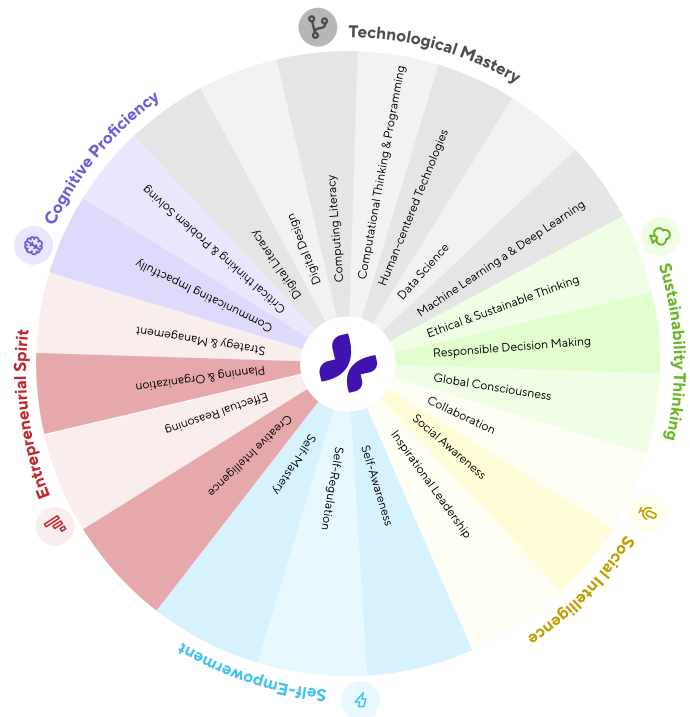 Technological Mastery
Digital Literacy
Digital Design
Computing Literacy
Computational Thinking & Programming
Human-centered Technologies
Data Science
Machine Learning a & Deep Learning
Sustainability Thinking
Ethical & Sustainable Thinking
Responsible Decision Making
Global Consciousness
Social Intelligence
Collaboration
Social Awareness
Inspirational Leadership
Self-Empowerment
Self-Awareness
Self-Regulation
Self-Mastery
Entrepreneurial Spirit
Creative Intelligence
Effectual Reasoning
Planning & Organization
Strategy & Management
Cognitive Proficiency
Communicating Impactfully
Critical thinking & Problem Solving